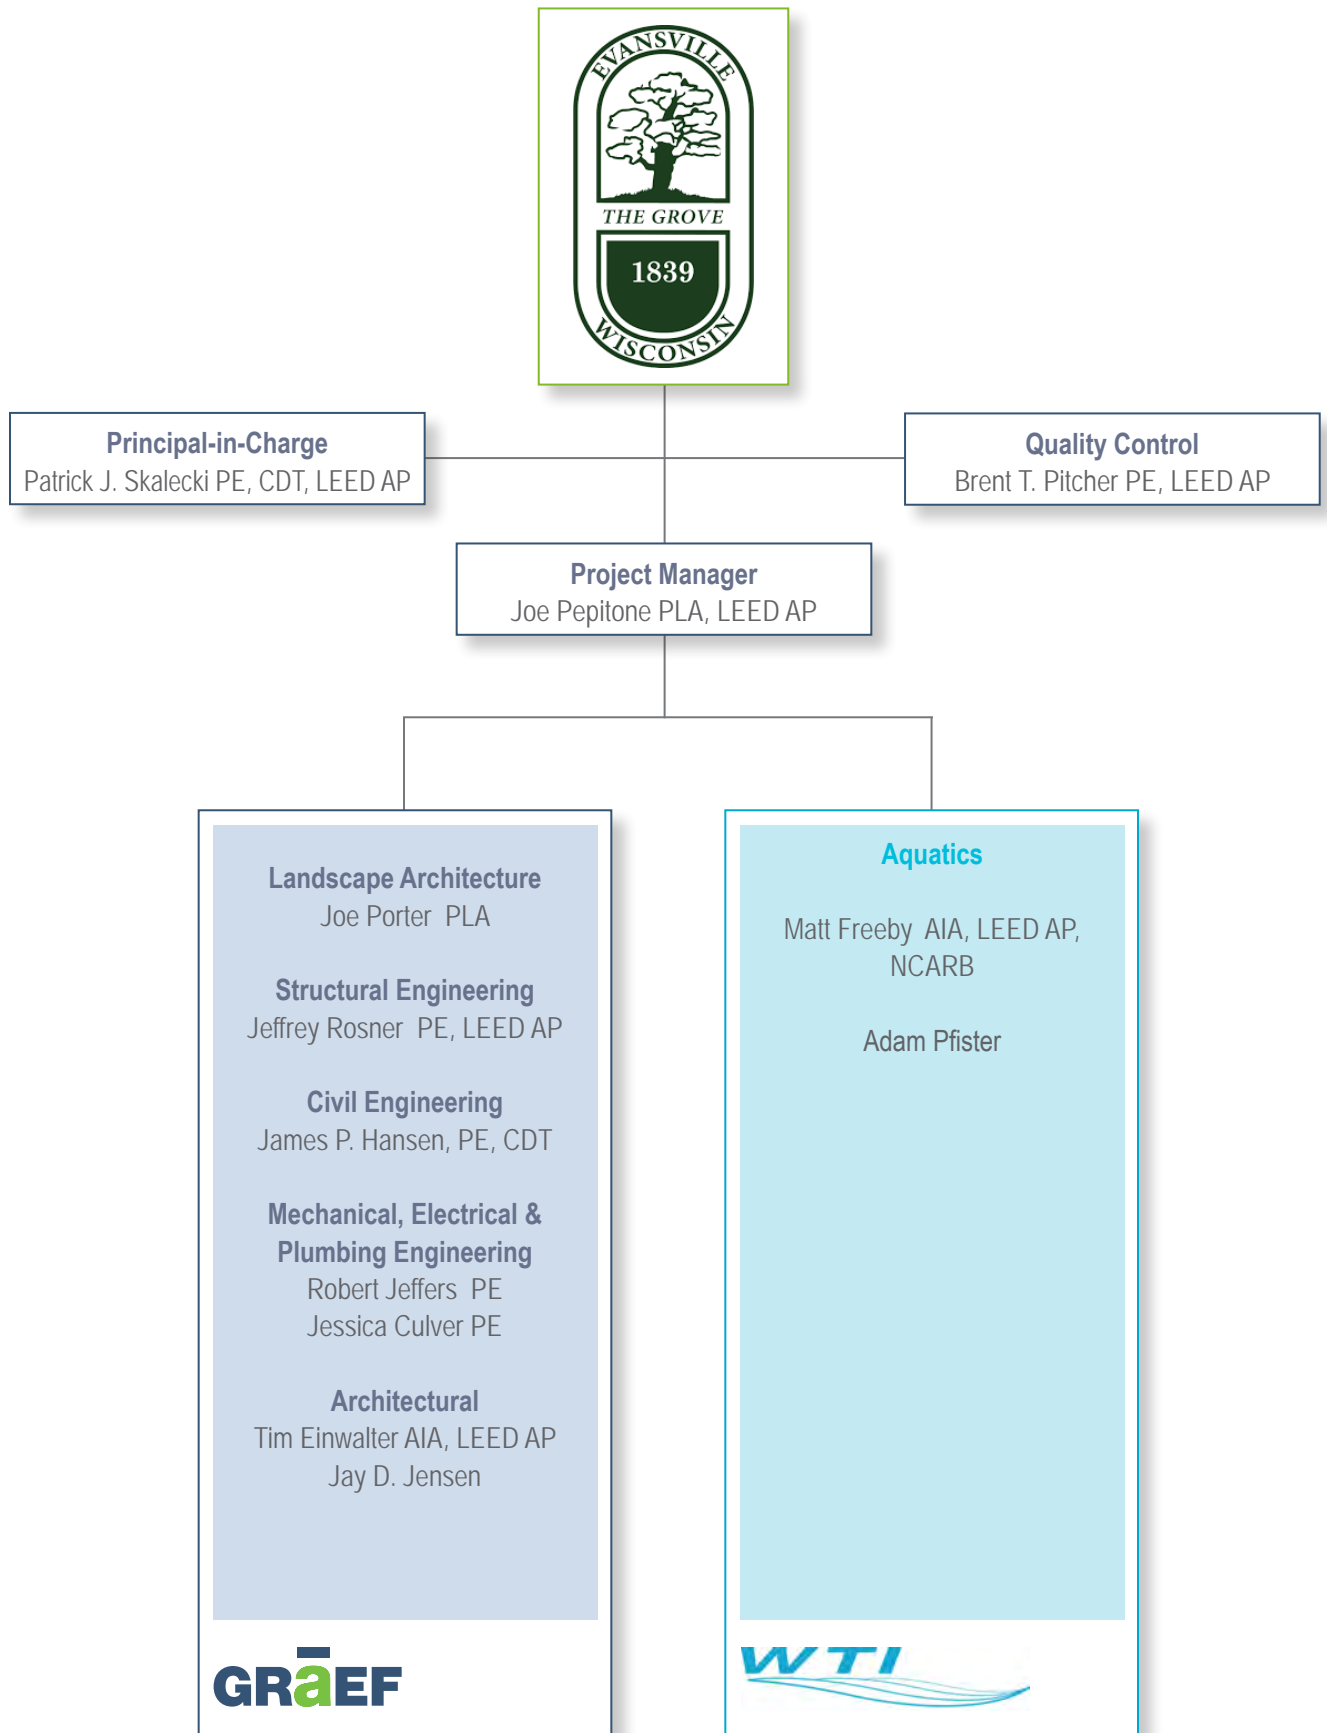 EVANSVILLE
THE GROVE
1839
WISCONSIN
Principal-in-Charge
Patrick J. Skalecki PE, CDT, LEED AP
Quality Control
Brent T. Pitcher PE, LEED AP
Project Manager
Joe Pepitone PLA, LEED AP
Landscape Architecture
Joe Porter PLA
Structural Engineering
Jeffrey Rosner PE, LEED AP
Civil Engineering
James P. Hansen, PE, CDT
Mechanical, Electrical &
Plumbing Engineering
Robert Jeffers PE
Jessica Culver PE
Architectural
Tim Einwalter AIA, LEED AP
Jay D. Jensen
GRāEF
Aquatics
Matt Freeby AIA, LEED AP,
NCARB
Adam Pfister
WTI